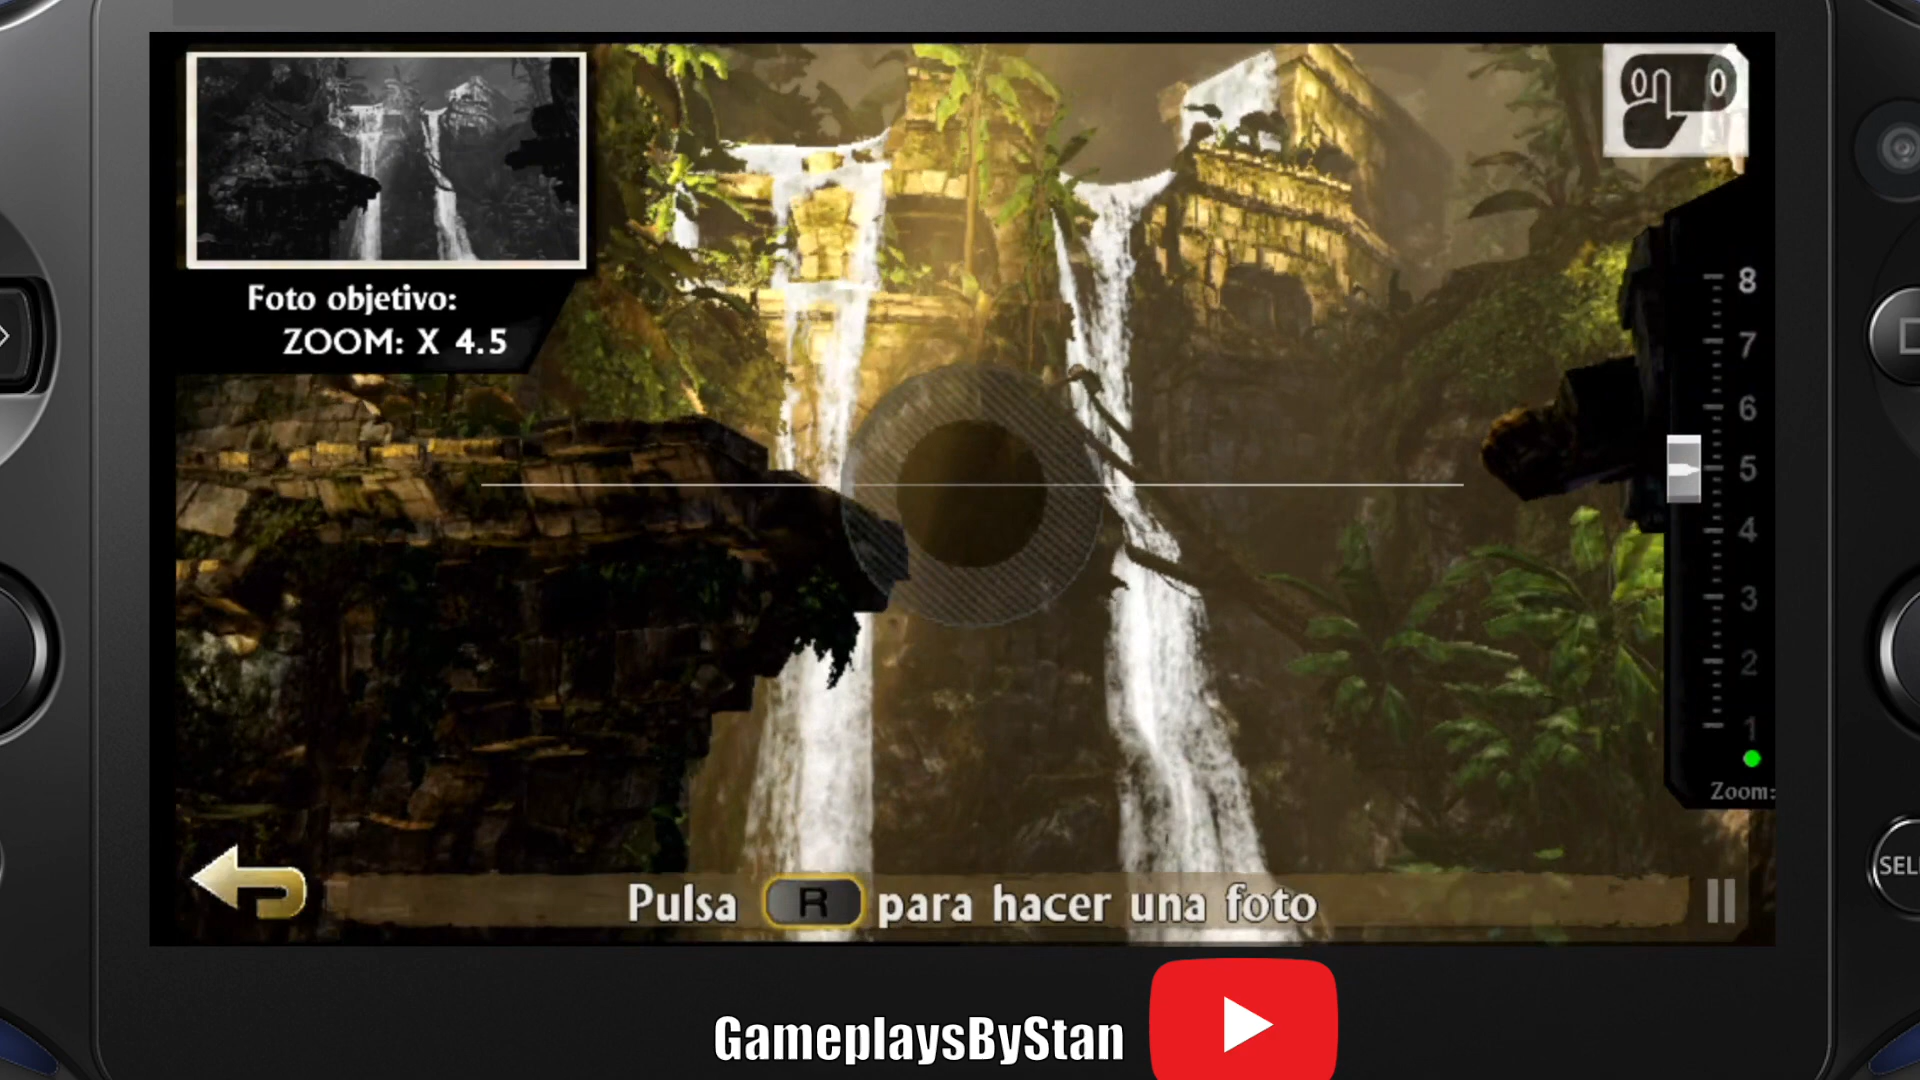 Foto objetivo:
ZOOM: X 4.5
8
7
6
5
4
3
2
1
Zoom:
Pulsa R para hacer una foto
SELE
GameplaysByStan